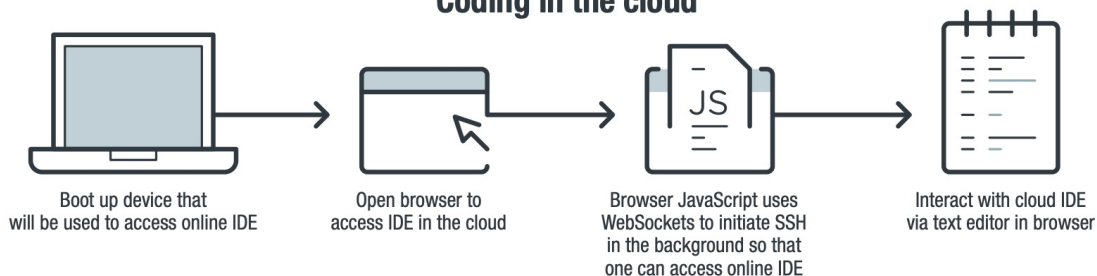 Coding in the cloud
JS
Boot up device that
will be used to access online IDE
Open browser to
access IDE in the cloud
Browser JavaScript uses
WebSockets to initiate SSH
in the background so that
one can access online IDE
Interact with cloud IDE
via text editor in browser